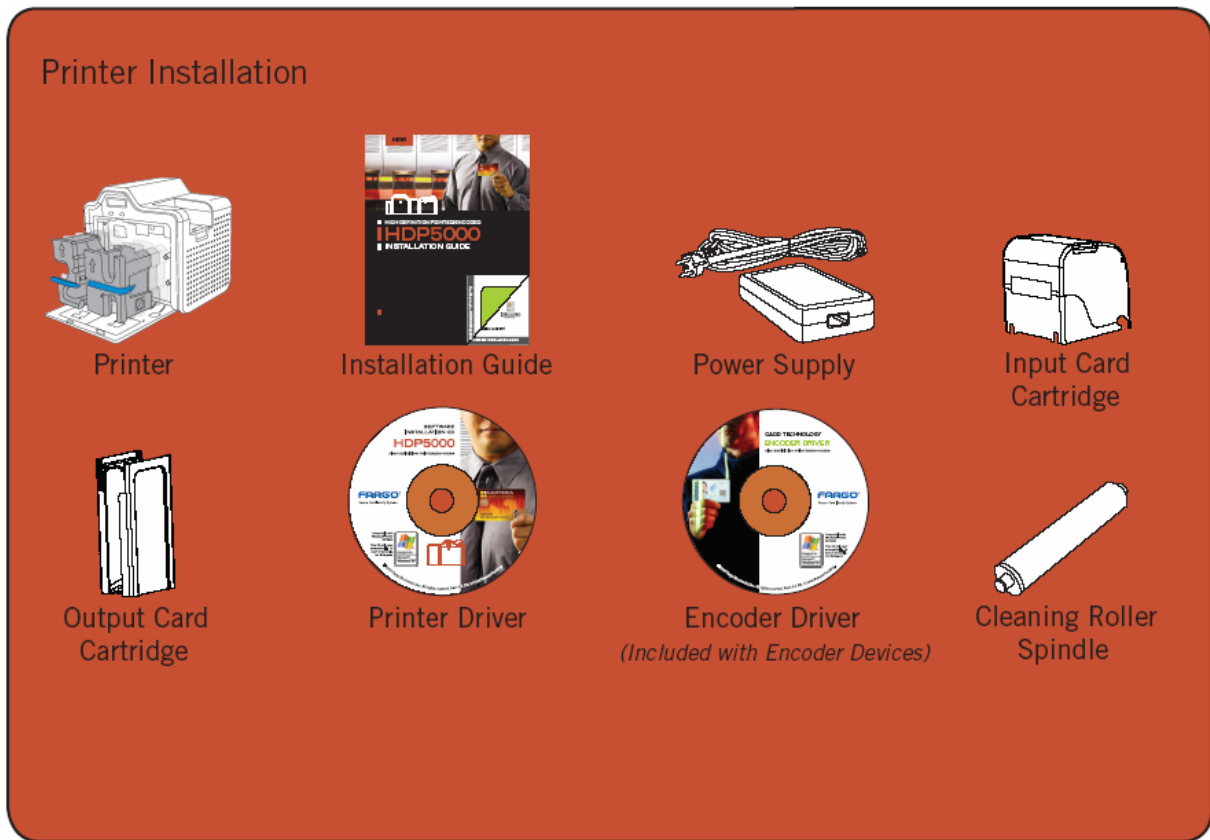 Printer Installation
HIGH DEFINITION PRINTER/ENCODER
HDP5000
INSTALLATION GUIDE
Printer
Installation Guide
Power Supply
Input Card
Cartridge
SOFTWARE
INSTALLATION CD
HDP5000
FARGO
CARD TECHNOLOGY
ENCODER DRIVER
FARGO
Output Card
Cartridge
Printer Driver
Encoder Driver
(Included with Encoder Devices)
Cleaning Roller
Spindle